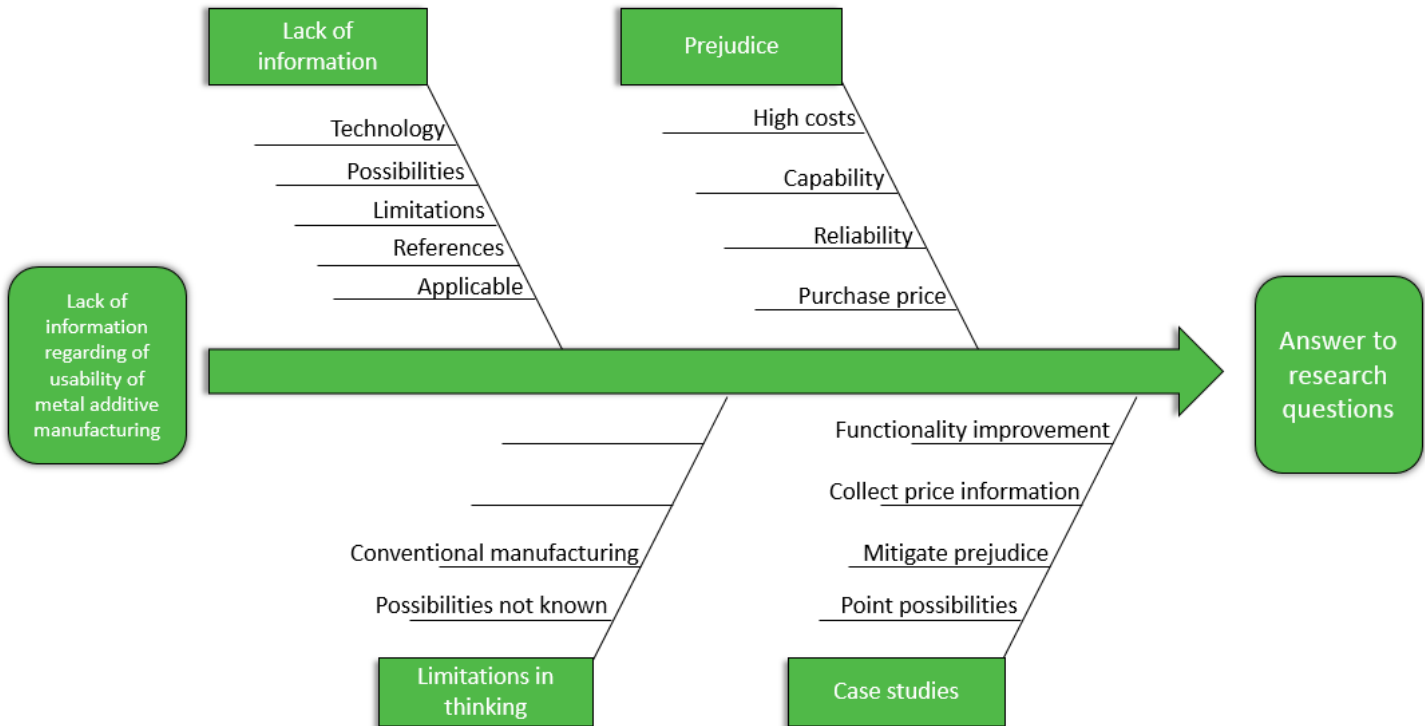 Lack of
information
Prejudice
Technology
Possibilities
Limitations
References
Applicable
High costs
Capability
Reliability
Purchase price
Lack of
information
regarding of
usability of
metal additive
manufacturing
Answer to
research
questions
Conventional manufacturing
Possibilities not known
Functionality improvement
Collect price information
Mitigate prejudice
Point possibilities
Limitations in
thinking
Case studies